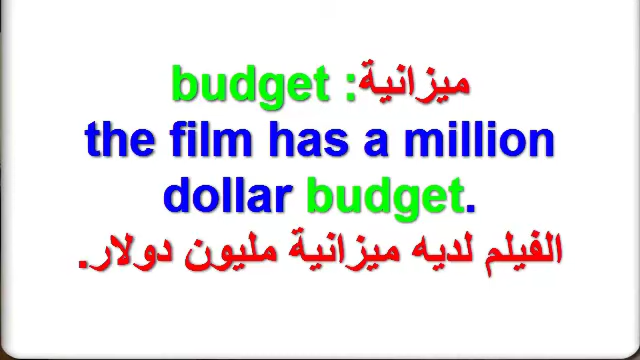 budget :ميزانية
the film has a million
dollar budget.
الفيلم لديه ميزانية مليون دولار.